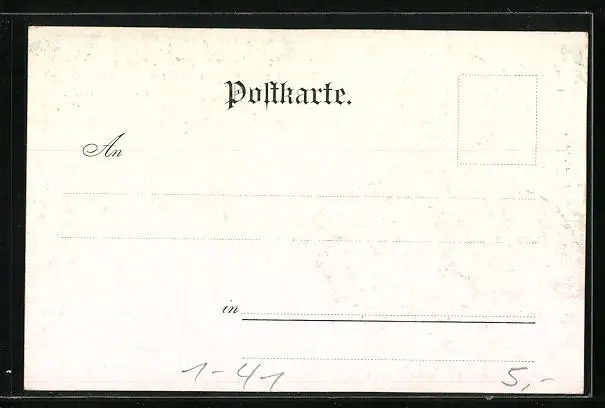 Postkarte.
An
in
1-41 5,-